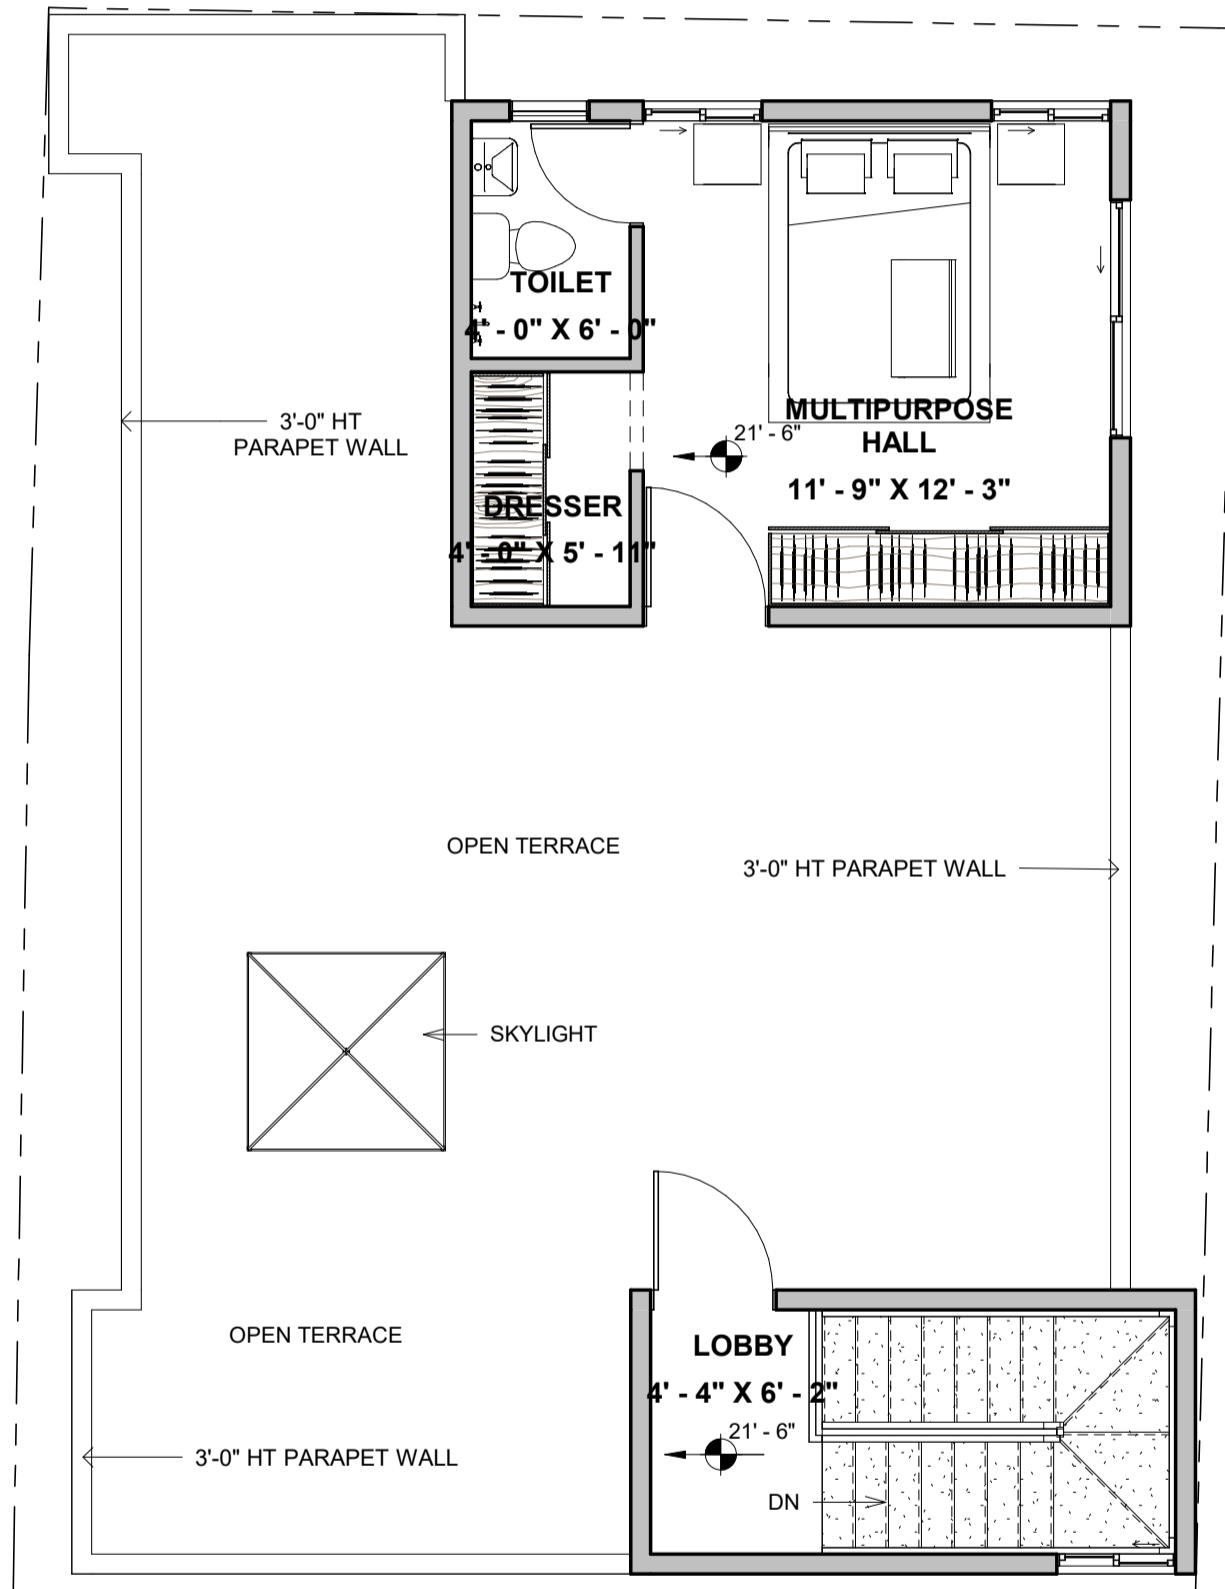 TOILET
4' - 0" X 6' - 0"
3'-0" HT
PARAPET WALL
MULTIPURPOSE
HALL
11' - 9" X 12' - 3"
21' - 6"
DRESSER
4' - 0" X 5' - 11"
OPEN TERRACE
3'-0" HT PARAPET WALL
SKYLIGHT
OPEN TERRACE
LOBBY
4' - 4" X 6' - 2"
21' - 6"
3'-0" HT PARAPET WALL
DN